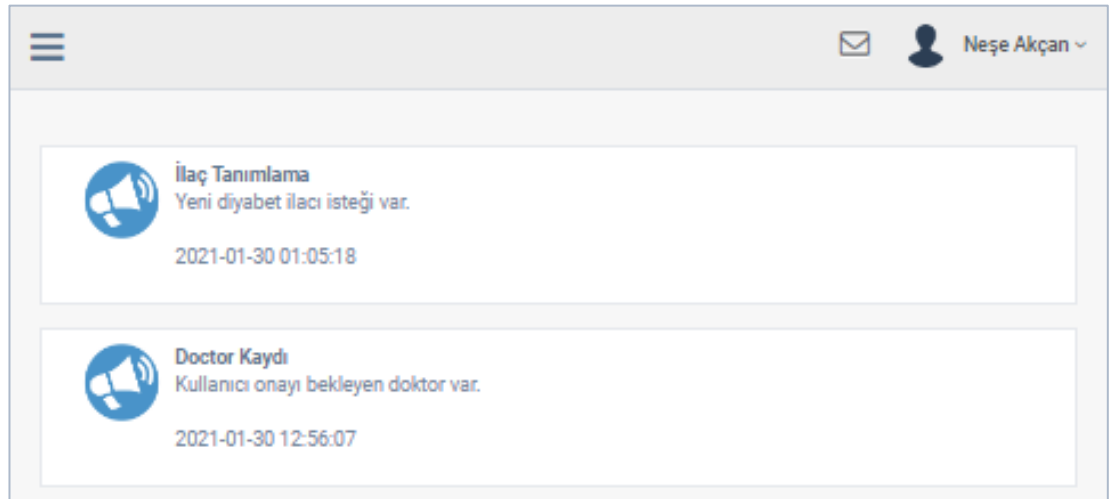 Neşe Akçan
İlaç Tanımlama
Yeni diyabet ilacı isteği var.
2021-01-30 01:05:18
Doctor Kaydı
Kullanıcı onayı bekleyen doktor var.
2021-01-30 12:56:07